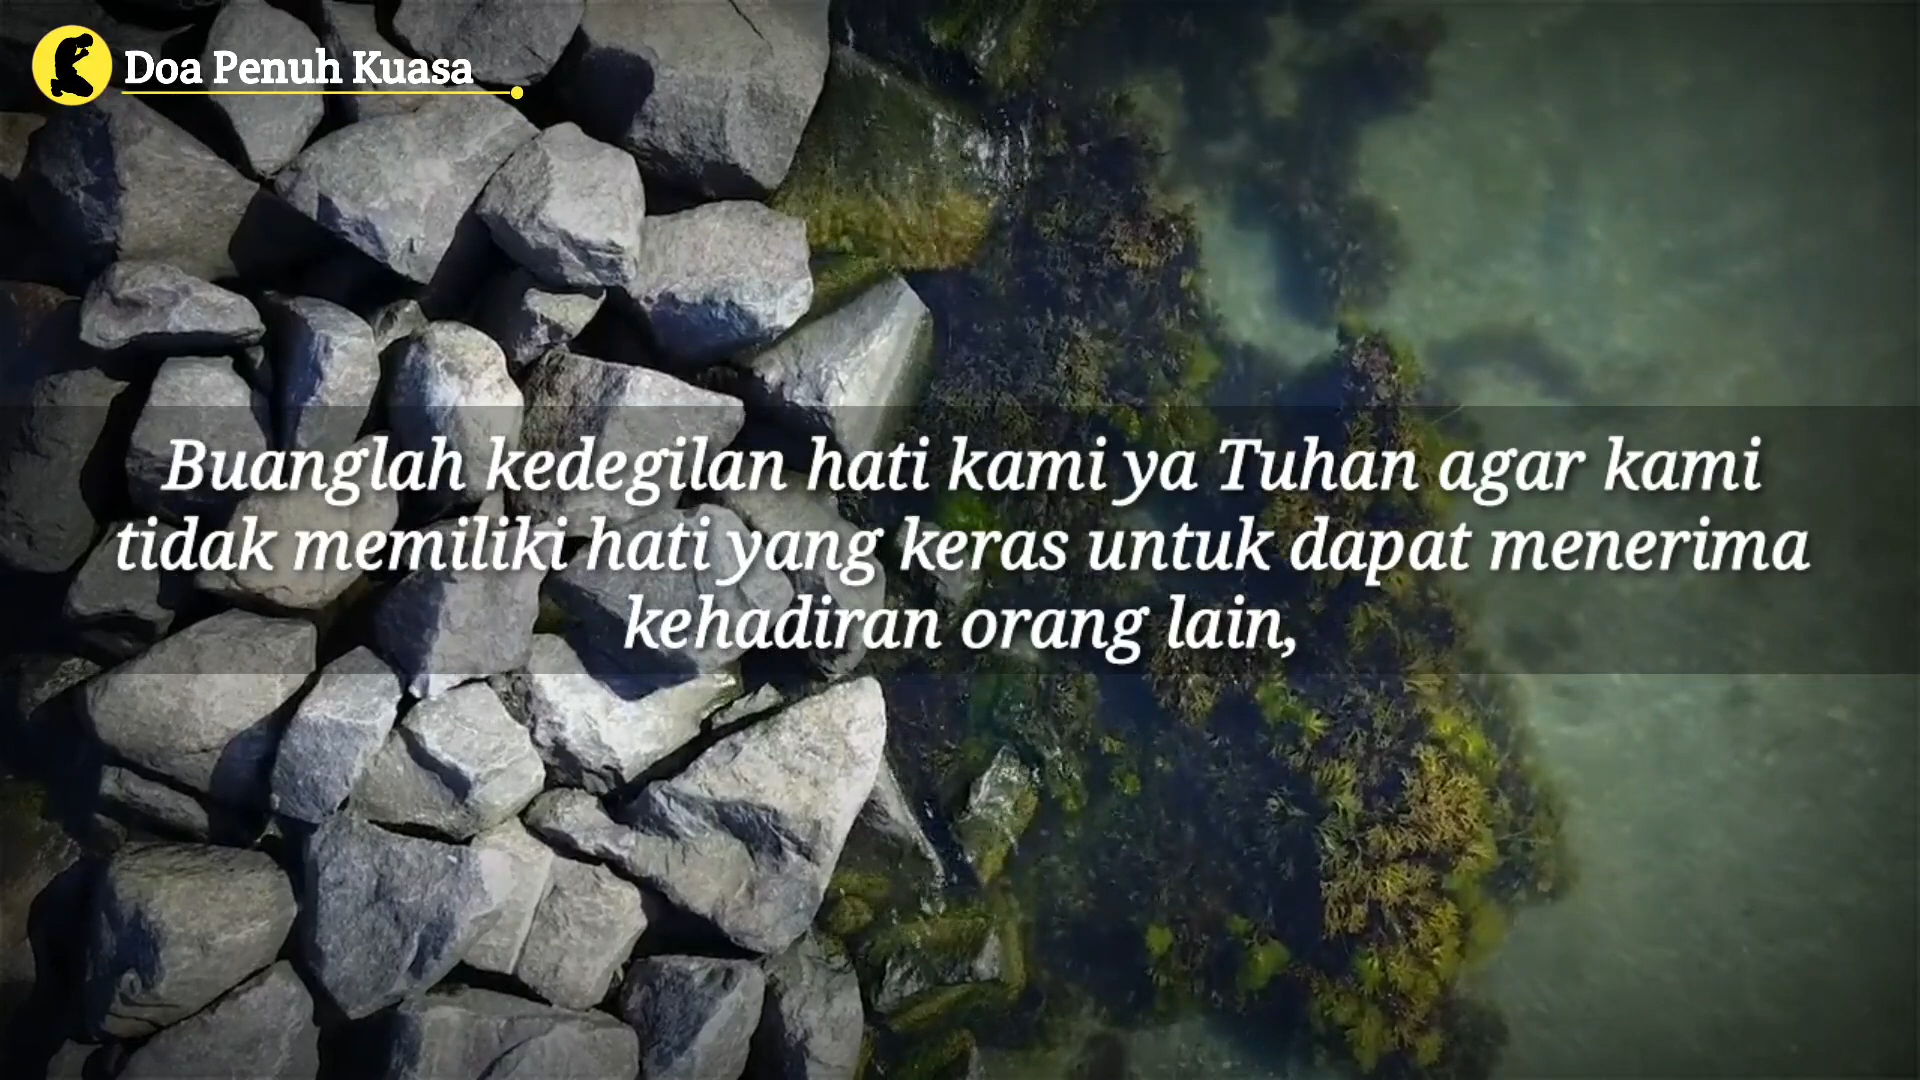 Doa Penuh Kuasa
Buanglah kedegilan hati kami ya Tuhan agar kami
tidak memiliki hati yang keras untuk dapat menerima
kehadiran orang lain,